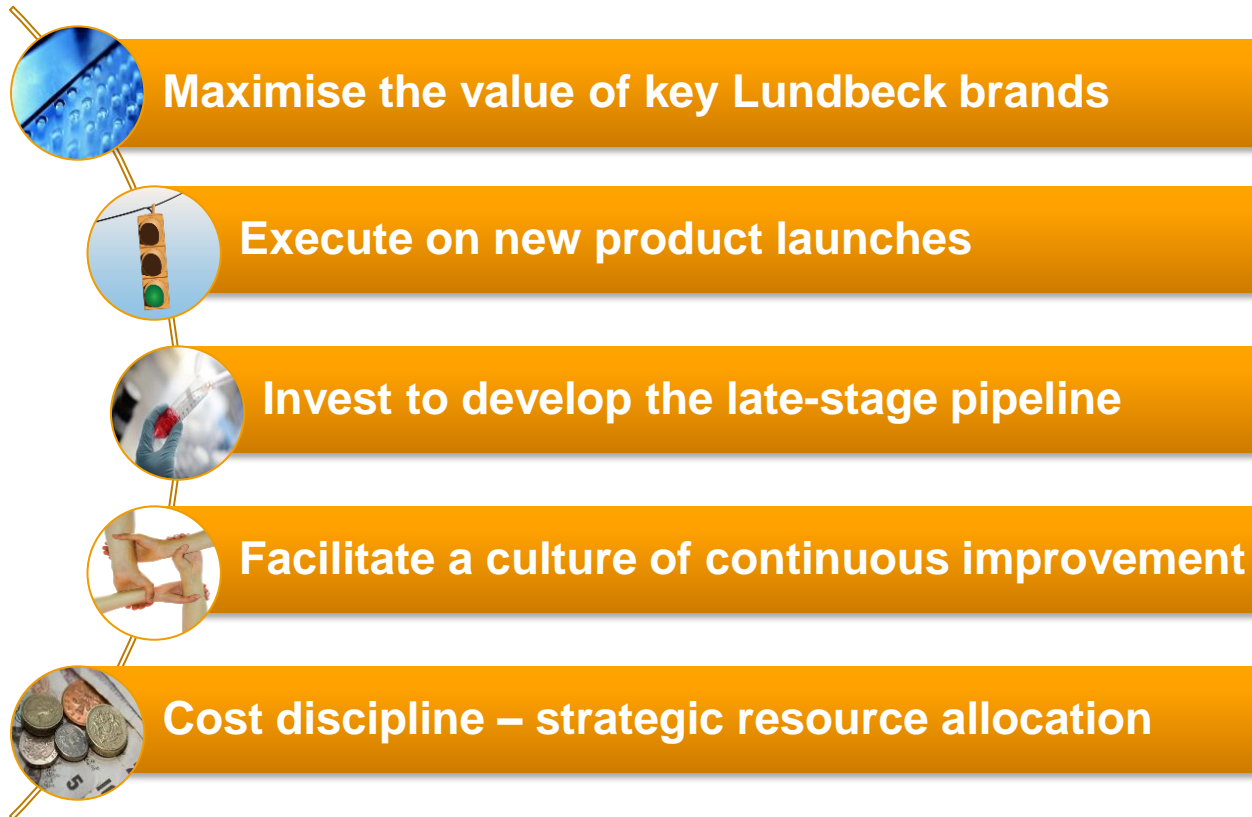 Maximise the value of key Lundbeck brands
Execute on new product launches
Invest to develop the late-stage pipeline
Facilitate a culture of continuous improvement
Cost discipline – strategic resource allocation
5